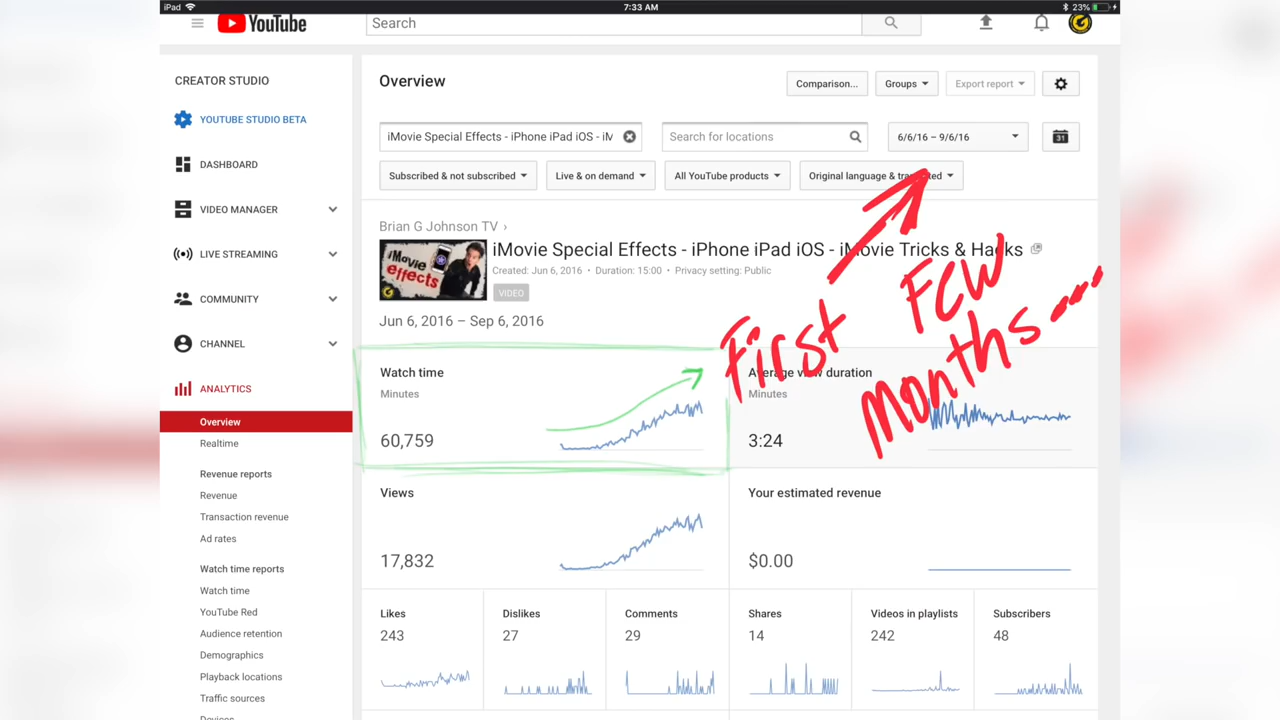 iPad
7:33 AM
23%
YouTube
Search
CREATOR STUDIO
YOUTUBE STUDIO BETA
DASHBOARD
VIDEO MANAGER
LIVE STREAMING
COMMUNITY
CHANNEL
ANALYTICS
Overview
Realtime
Revenue reports
Revenue
Transaction revenue
Ad rates
Watch time reports
Watch time
YouTube Red
Audience retention
Demographics
Playback locations
Traffic sources
Devices
Overview
Comparison...
Groups
Export report
iMovie Special Effects - iPhone iPad iOS - iM
Search for locations
6/6/16 – 9/6/16
31
Subscribed & not subscribed
Live & on demand
All YouTube products
Original language &
Brian G Johnson TV ›
iMovie effects
iMovie Special Effects - iPhone iPad iOS - iMovie Tricks & Hacks
Created: Jun 6, 2016 • Duration: 15:00 • Privacy setting: Public
VIDEO
Jun 6, 2016 – Sep 6, 2016
First Few
Months....
Watch time
Minutes
60,759
Average view duration
Minutes
3:24
Views
17,832
Your estimated revenue
$0.00
Likes
243
Dislikes
27
Comments
29
Shares
14
Videos in playlists
242
Subscribers
48